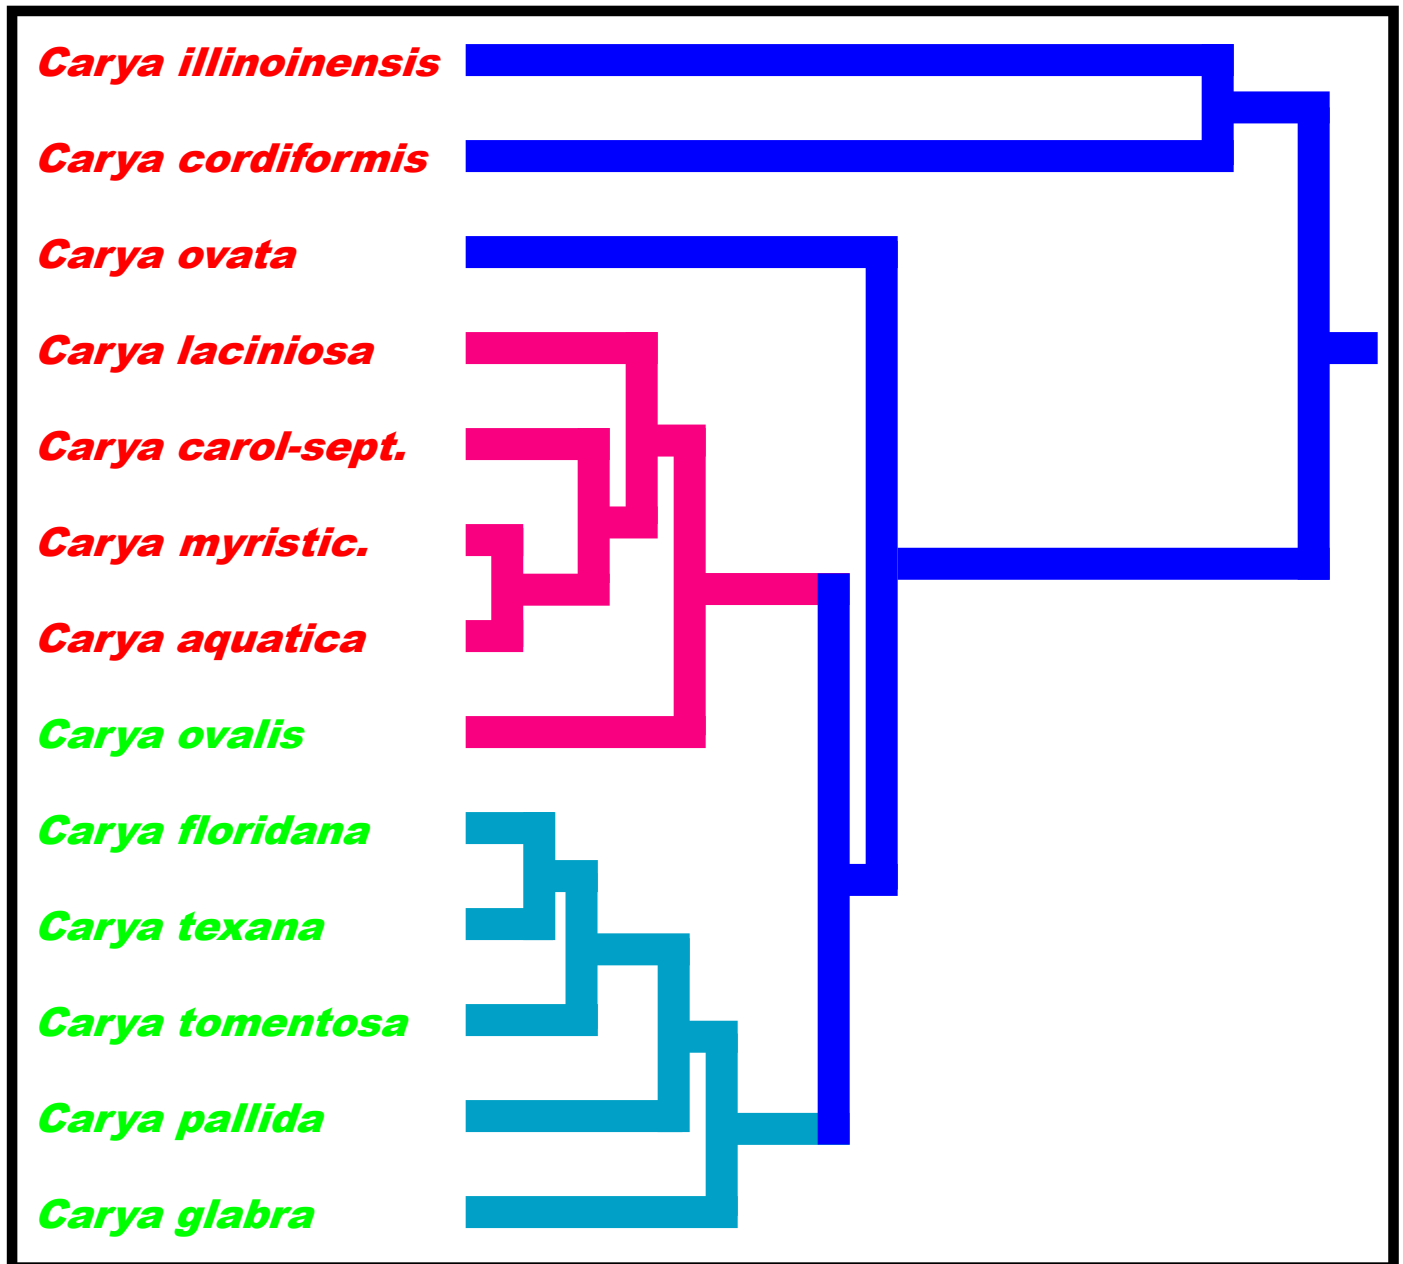 Carya illinoinensis
Carya cordiformis
Carya ovata
Carya laciniosa
Carya carol-sept.
Carya myristic.
Carya aquatica
Carya ovalis
Carya floridana
Carya texana
Carya tomentosa
Carya pallida
Carya glabra